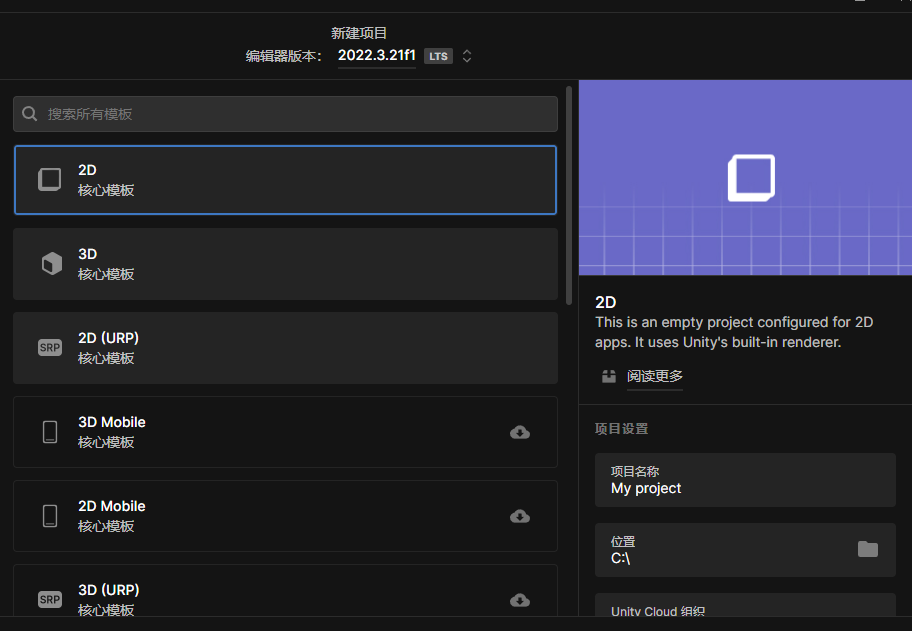 新建项目
编辑器版本： 2022.3.21f1 LTS
搜索所有模板
2D
核心模板
3D
核心模板
SRP
2D (URP)
核心模板
3D Mobile
核心模板
2D Mobile
核心模板
SRP
3D (URP)
核心模板
2D
This is an empty project configured for 2D
apps. It uses Unity's built-in renderer.
阅读更多
项目设置
项目名称
My project
位置
C:\
Unity Cloud 组织